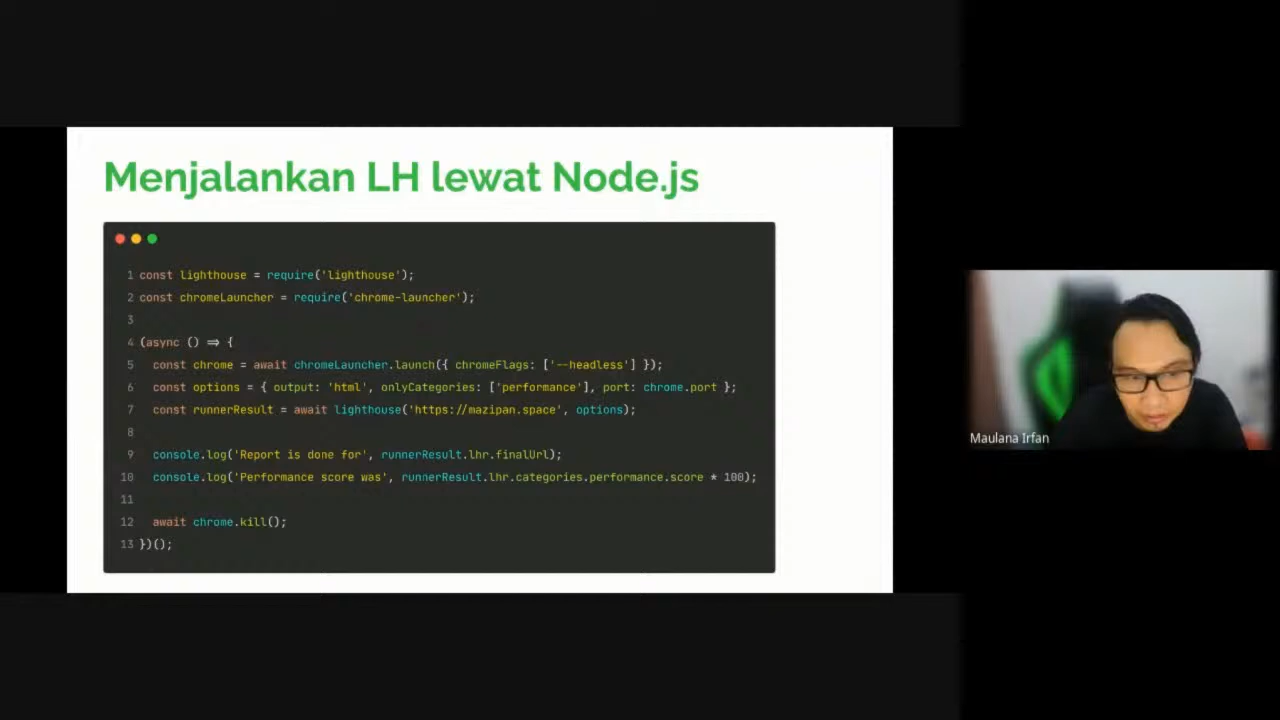 Menjalankan LH lewat Node.js
1 const lighthouse = require('lighthouse');
2 const chromeLauncher = require('chrome-launcher');
3
4 (async () => {
5 const chrome = await chromeLauncher.launch({ chromeFlags: ['--headless'] });
6 const options = { output: 'html', onlyCategories: ['performance'], port: chrome.port };
7 const runnerResult = await lighthouse('https://mazipan.space', options);
8
9 console.log('Report is done for', runnerResult.lhr.finalUrl);
10 console.log('Performance score was', runnerResult.lhr.categories.performance.score * 100);
11
12 await chrome.kill();
13 })();
Maulana Irfan